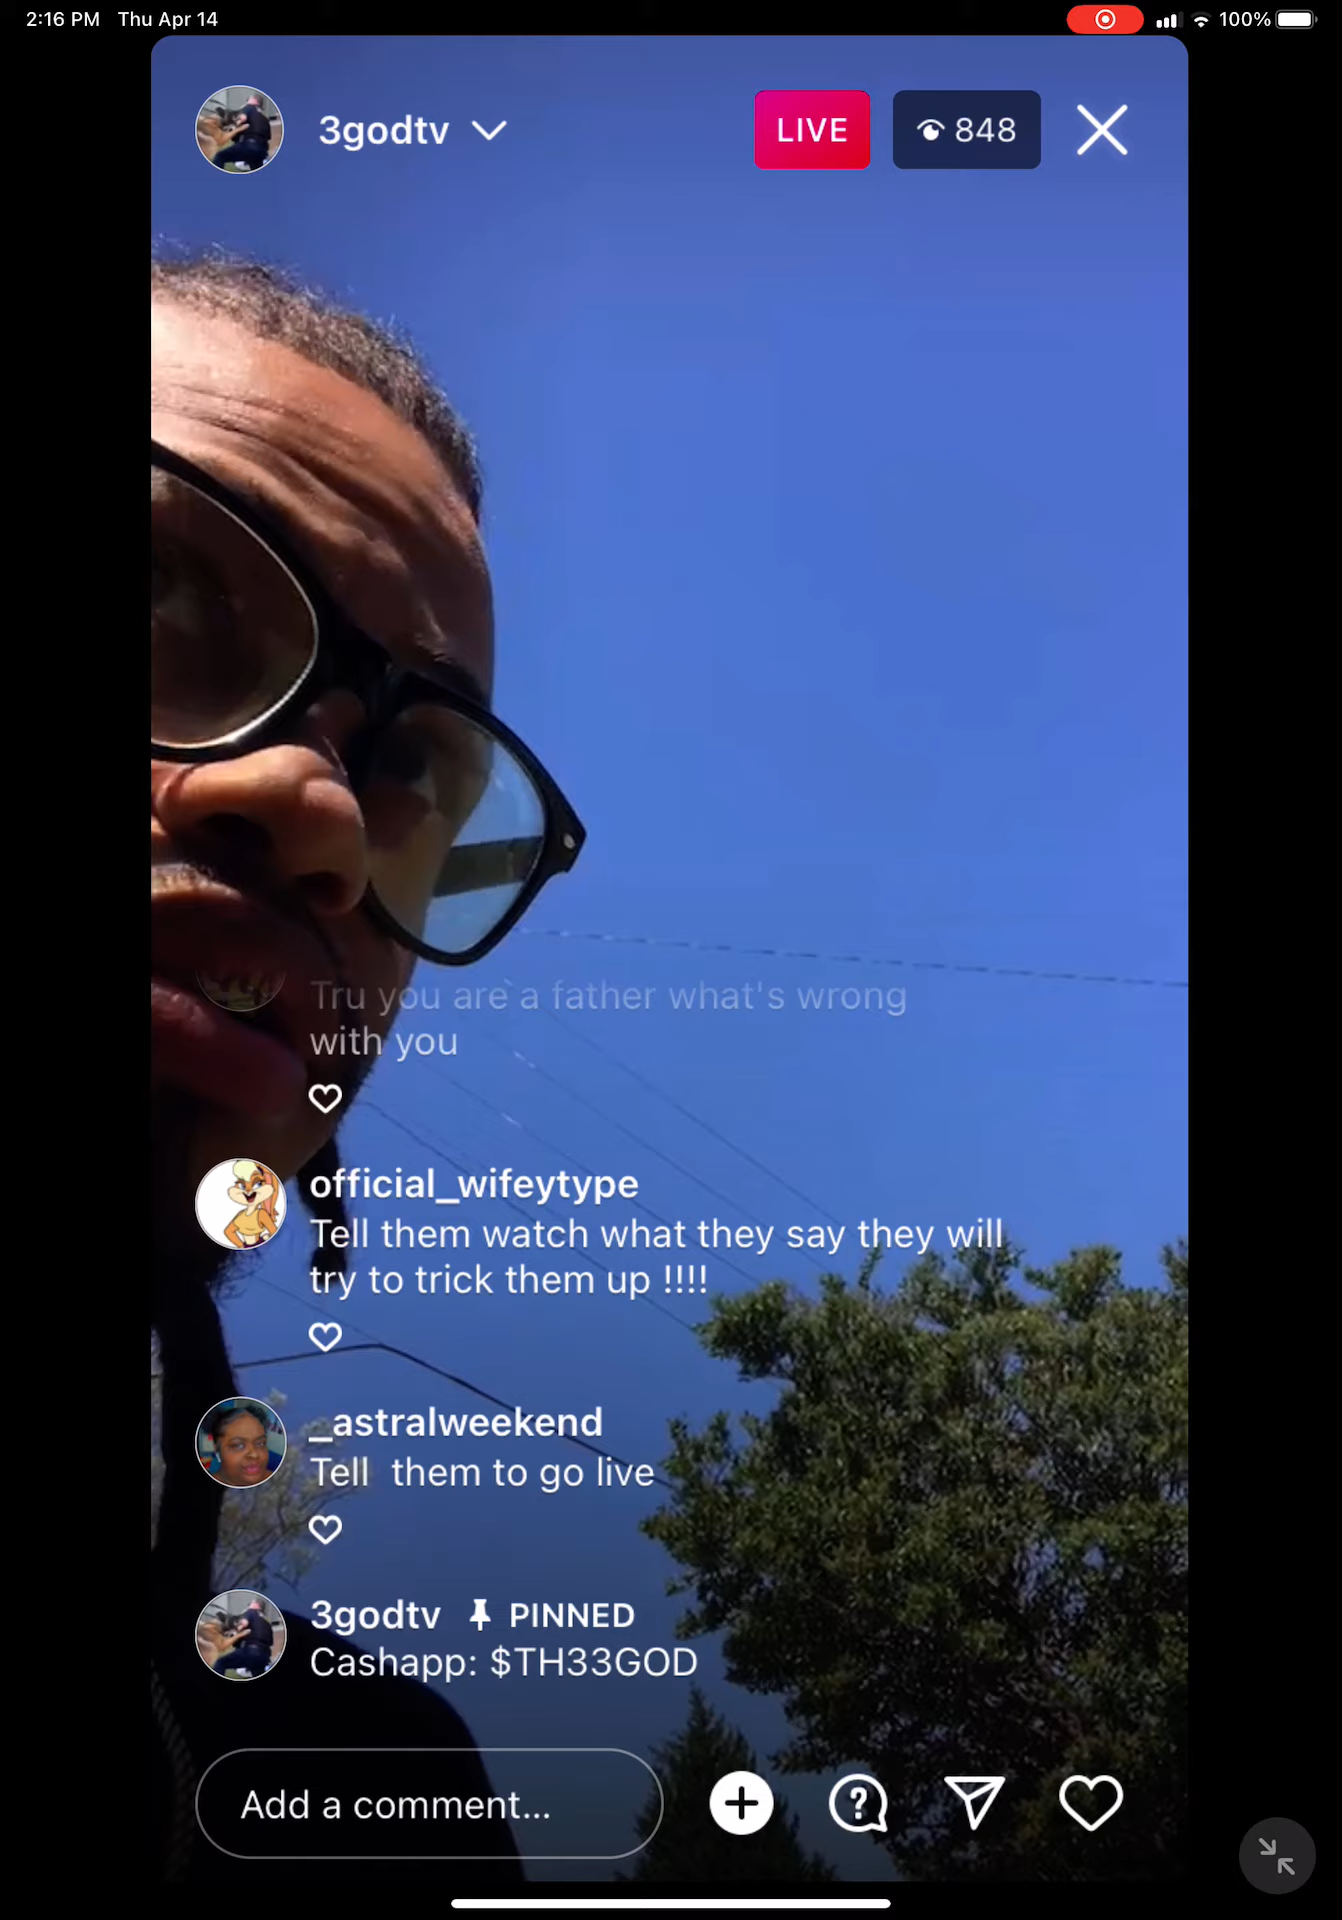 2:16 PM Thu Apr 14
100%
3godtv
LIVE
848
Tru you are a father what's wrong
with you
official_wifeytype
Tell them watch what they say they will
try to trick them up !!!!
_astralweekend
Tell  them to go live
3godtv PINNED
Cashapp: $TH33GOD
Add a comment...